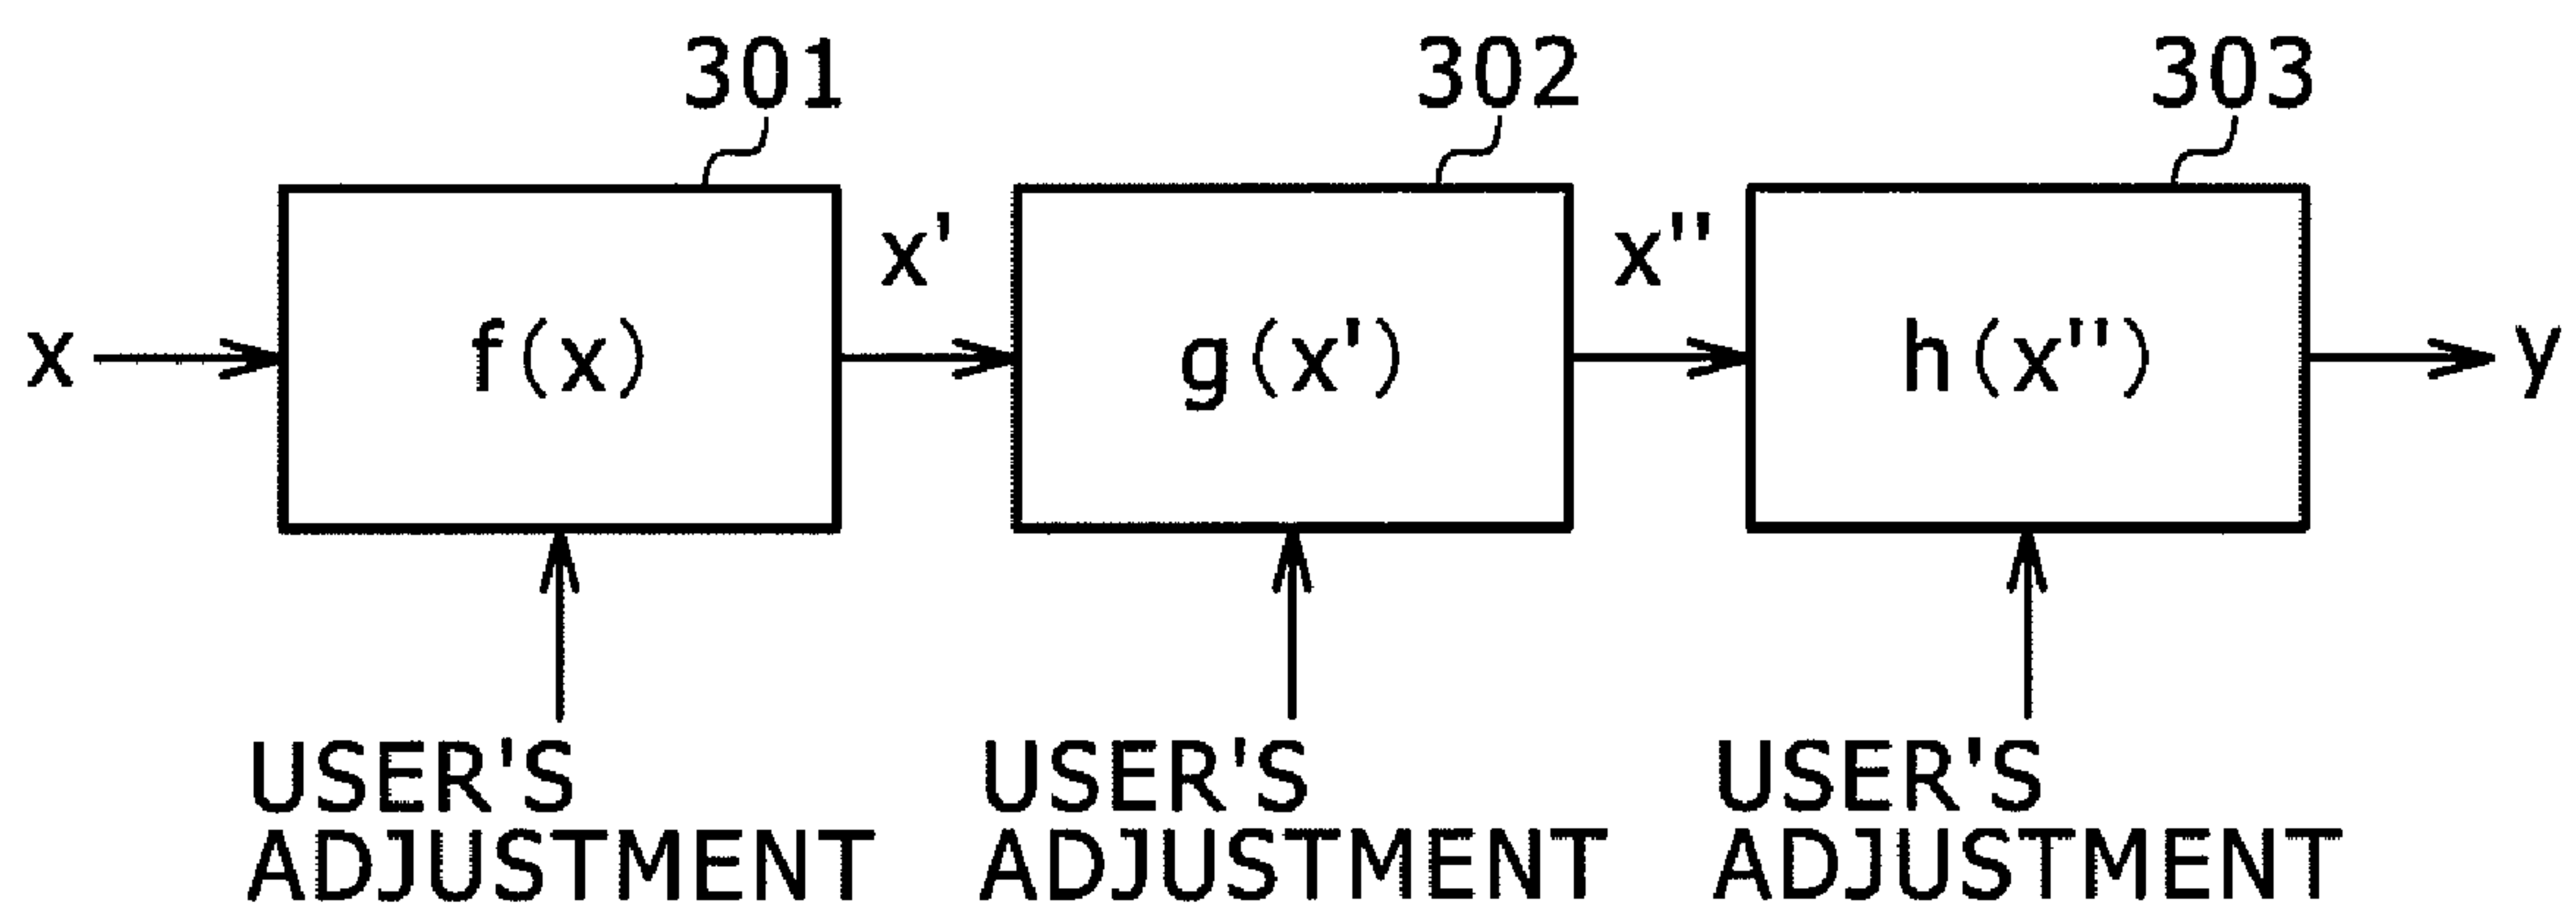 301 302 303
x' x''
x f(x) g(x') h(x'') y
USER'S USER'S USER'S
ADJUSTMENT ADJUSTMENT ADJUSTMENT